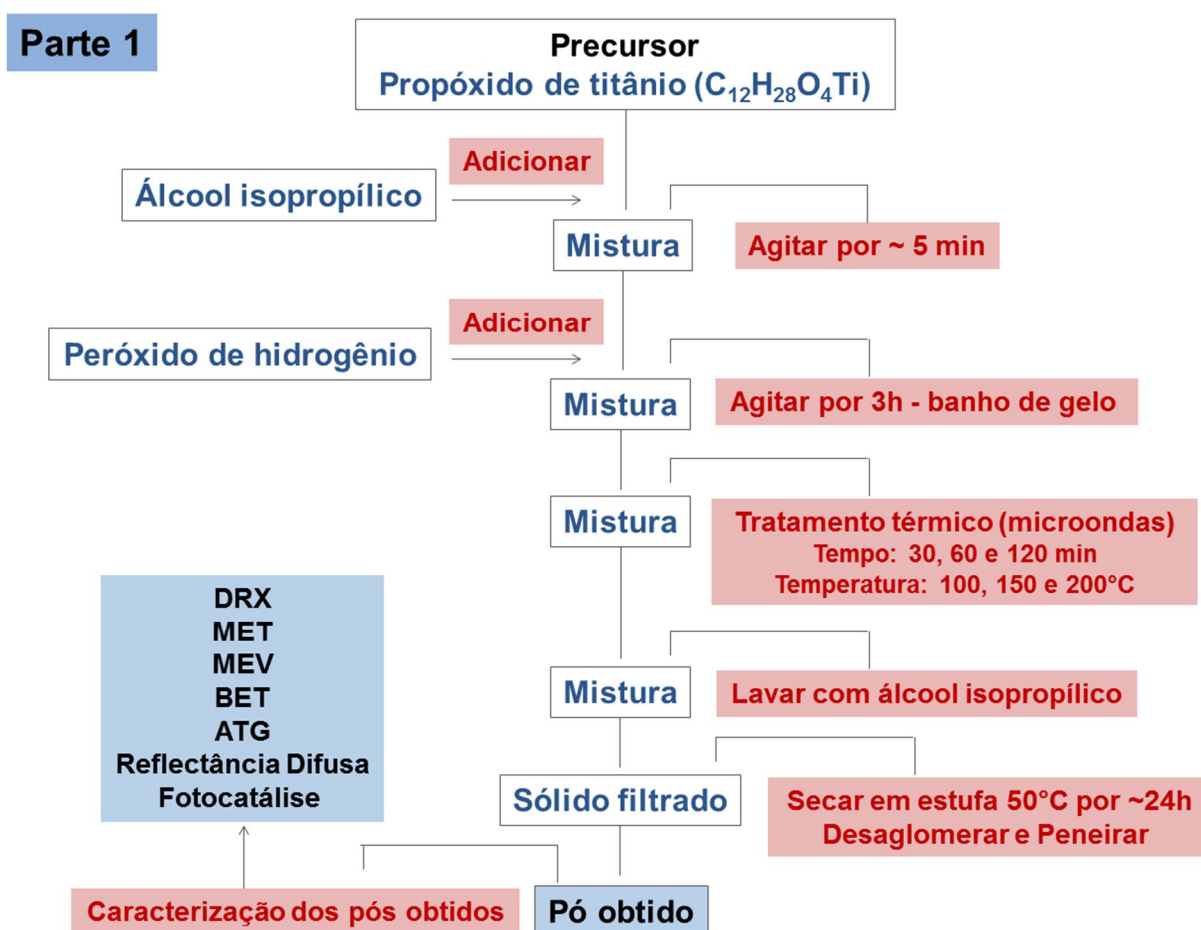 Parte 1
Precursor
Propóxido de titânio (C₁₂H₂₈O₄Ti)
Adicionar
Álcool isopropílico
Mistura
Agitar por ~ 5 min
Adicionar
Peróxido de hidrogênio
Mistura
Agitar por 3h - banho de gelo
Mistura
Tratamento térmico (microondas)
Tempo: 30, 60 e 120 min
Temperatura: 100, 150 e 200°C
Mistura
Lavar com álcool isopropílico
Sólido filtrado
Secar em estufa 50°C por ~24h
Desaglomerar e Peneirar
Pó obtido
Caracterização dos pós obtidos
DRX
MET
MEV
BET
ATG
Reflectância Difusa
Fotocatálise